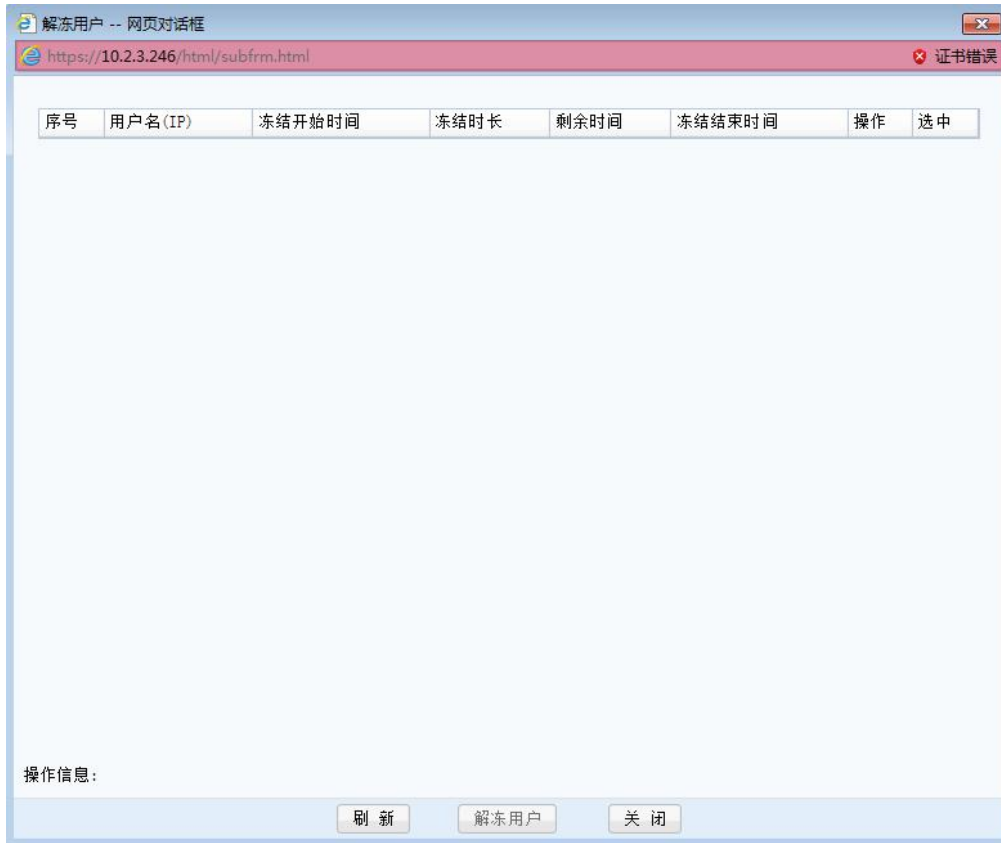 解冻用户 -- 网页对话框
https://10.2.3.246/html/subfrm.html 证书错误
序号 用户名(IP) 冻结开始时间 冻结时长 剩余时间 冻结结束时间 操作 选中
操作信息:
刷 新 解冻用户 关 闭